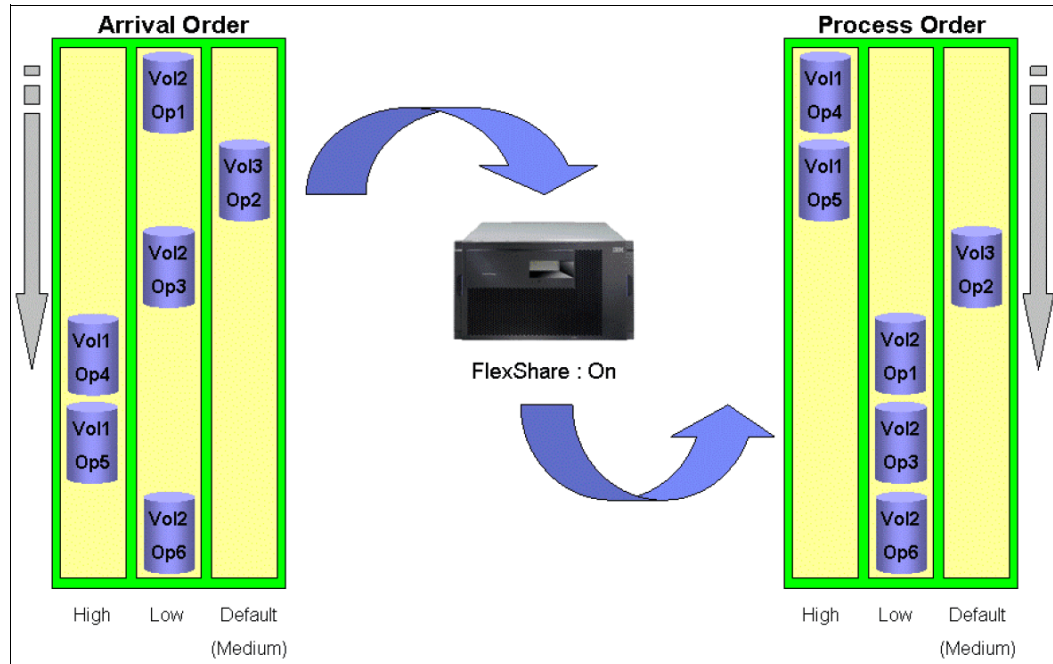 Arrival Order
Vol2
Op1
Vol3
Op2
Vol2
Op3
Vol1
Op4
Vol1
Op5
Vol2
Op6
High
Low
Default
(Medium)
IBM
FlexShare : On
Process Order
Vol1
Op4
Vol1
Op5
Vol3
Op2
Vol2
Op1
Vol2
Op3
Vol2
Op6
High
Low
Default
(Medium)